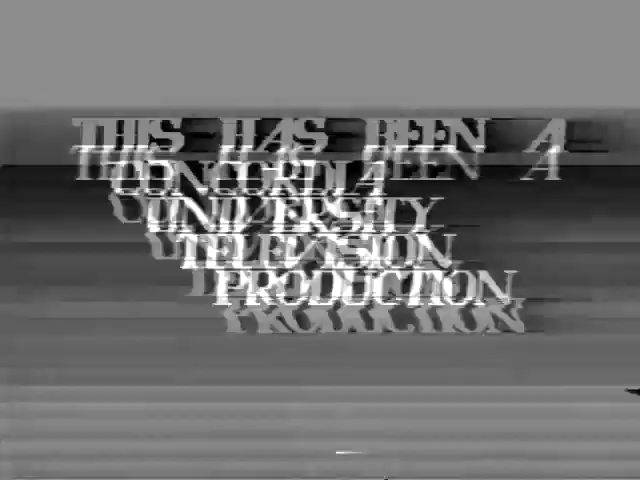 THIS HAS BEEN A
CONCORDIA
UNIVERSITY
TELEVISION
PRODUCTION